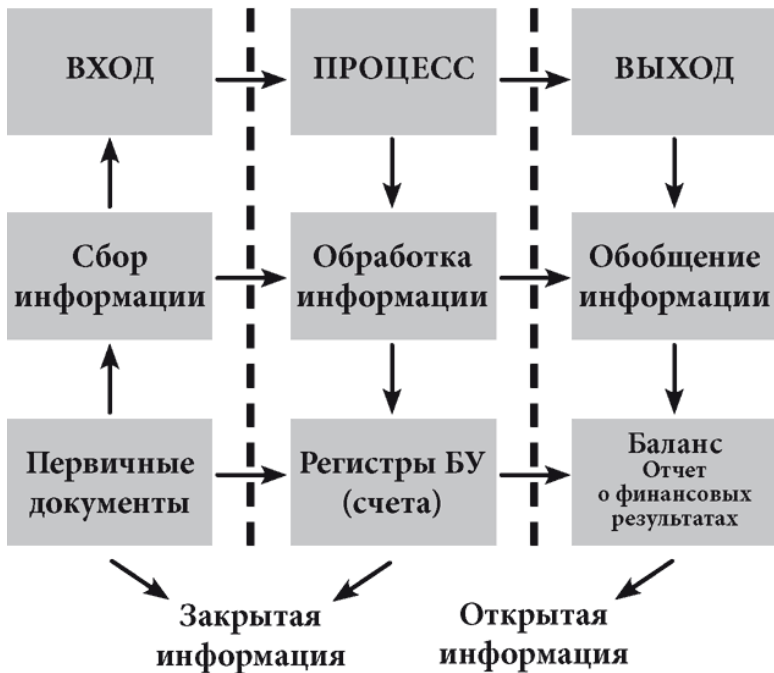 ВХОД
ПРОЦЕСС
ВЫХОД
Сбор
информации
Обработка
информации
Обобщение
информации
Первичные
документы
Регистры БУ
(счета)
Баланс
Отчет
о финансовых
результатах
Закрытая
информация
Открытая
информация